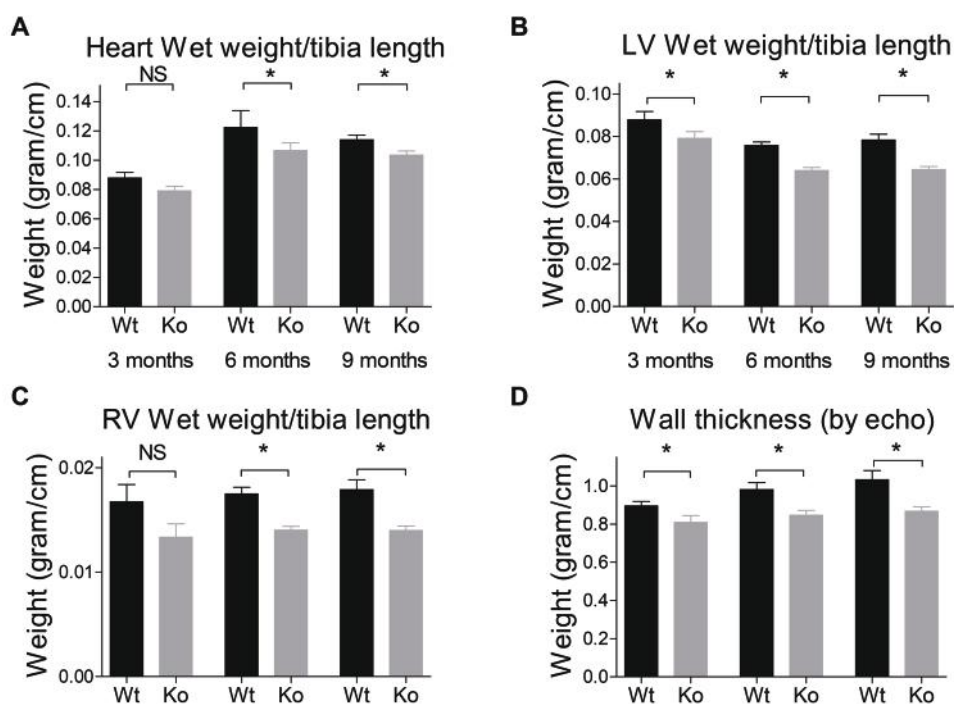 A
Heart Wet weight/tibia length
NS
*
*
Weight (gram/cm)
0.14
0.12
0.10
0.08
0.06
0.04
0.02
0.00
Wt Ko Wt Ko Wt Ko
3 months 6 months 9 months
B
LV Wet weight/tibia length
*
*
*
Weight (gram/cm)
0.10
0.08
0.06
0.04
0.02
0.00
Wt Ko Wt Ko Wt Ko
3 months 6 months 9 months
C
RV Wet weight/tibia length
NS
*
*
Weight (gram/cm)
0.02
0.01
0.00
Wt Ko Wt Ko Wt Ko
D
Wall thickness (by echo)
*
*
*
Weight (gram/cm)
1.0
0.8
0.6
0.4
0.2
0.0
Wt Ko Wt Ko Wt Ko